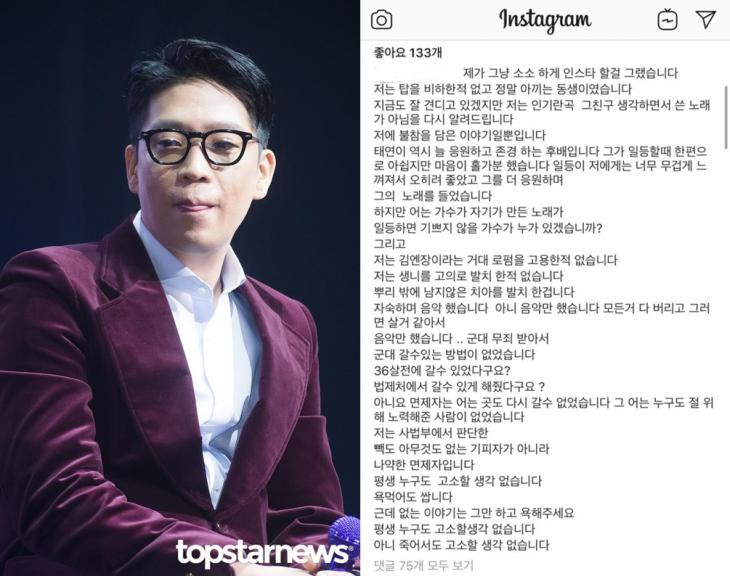 Instagram
좋아요 133개
제가 그냥 소소 하게 인스타 할걸 그랬습니다
저는 탑을 비하한적 없고 정말 아끼는 동생이였습니다
지금도 잘 견디고 있겠지만 저는 인기란곡  그친구 생각하면서 쓴 노래
가 아님을 다시 알려드립니다
저에 불참을 담은 이야기일뿐입니다
태연이 역시 늘 응원하고 존경 하는 후배입니다 그가 일등할때 한편으
로 아쉽지만 마음이 홀가분 했습니다 일등이 저에게는 너무 무겁게 느
껴져서 오히려 좋았고 그를 더 응원하며
그의  노래를 들었습니다
하지만 어는 가수가 자기가 만든 노래가
일등하면 기쁘지 않을 가수가 누가 있겠습니까?
그리고
저는 김엔장이라는 거대 로펌을 고용한적 없습니다
저는 생니를 고의로 발치 한적 없습니다
뿌리 밖에 남지않은 치아를 발치 한겁니다
자숙하며 음악 했습니다  아니 음악만 했습니다 모든거 다 버리고 그러
면 살거 같아서
음악만 했습니다 .. 군대 무죄 받아서
군대 갈수있는 방법이 없었습니다
36살전에 갈수 있었다구요?
법제처에서 갈수 있게 해줬다구요 ?
아니요 면제자는 어는 곳도 다시 갈수 없었습니다 그 어는 누구도 절 위
해 노력해준 사람이 없었습니다
저는 사법부에서 판단한
빽도 아무것도 없는 기피자가 아니라
나약한 면제자입니다
평생 누구도  고소할 생각 없습니다
욕먹어도 쌉니다
근데 없는 이야기는 그만 하고 욕해주세요
평생 누구도 고소할생각 없습니다
아니 죽어서도 고소할 생각 없습니다
댓글 75개 모두 보기
topstarnews